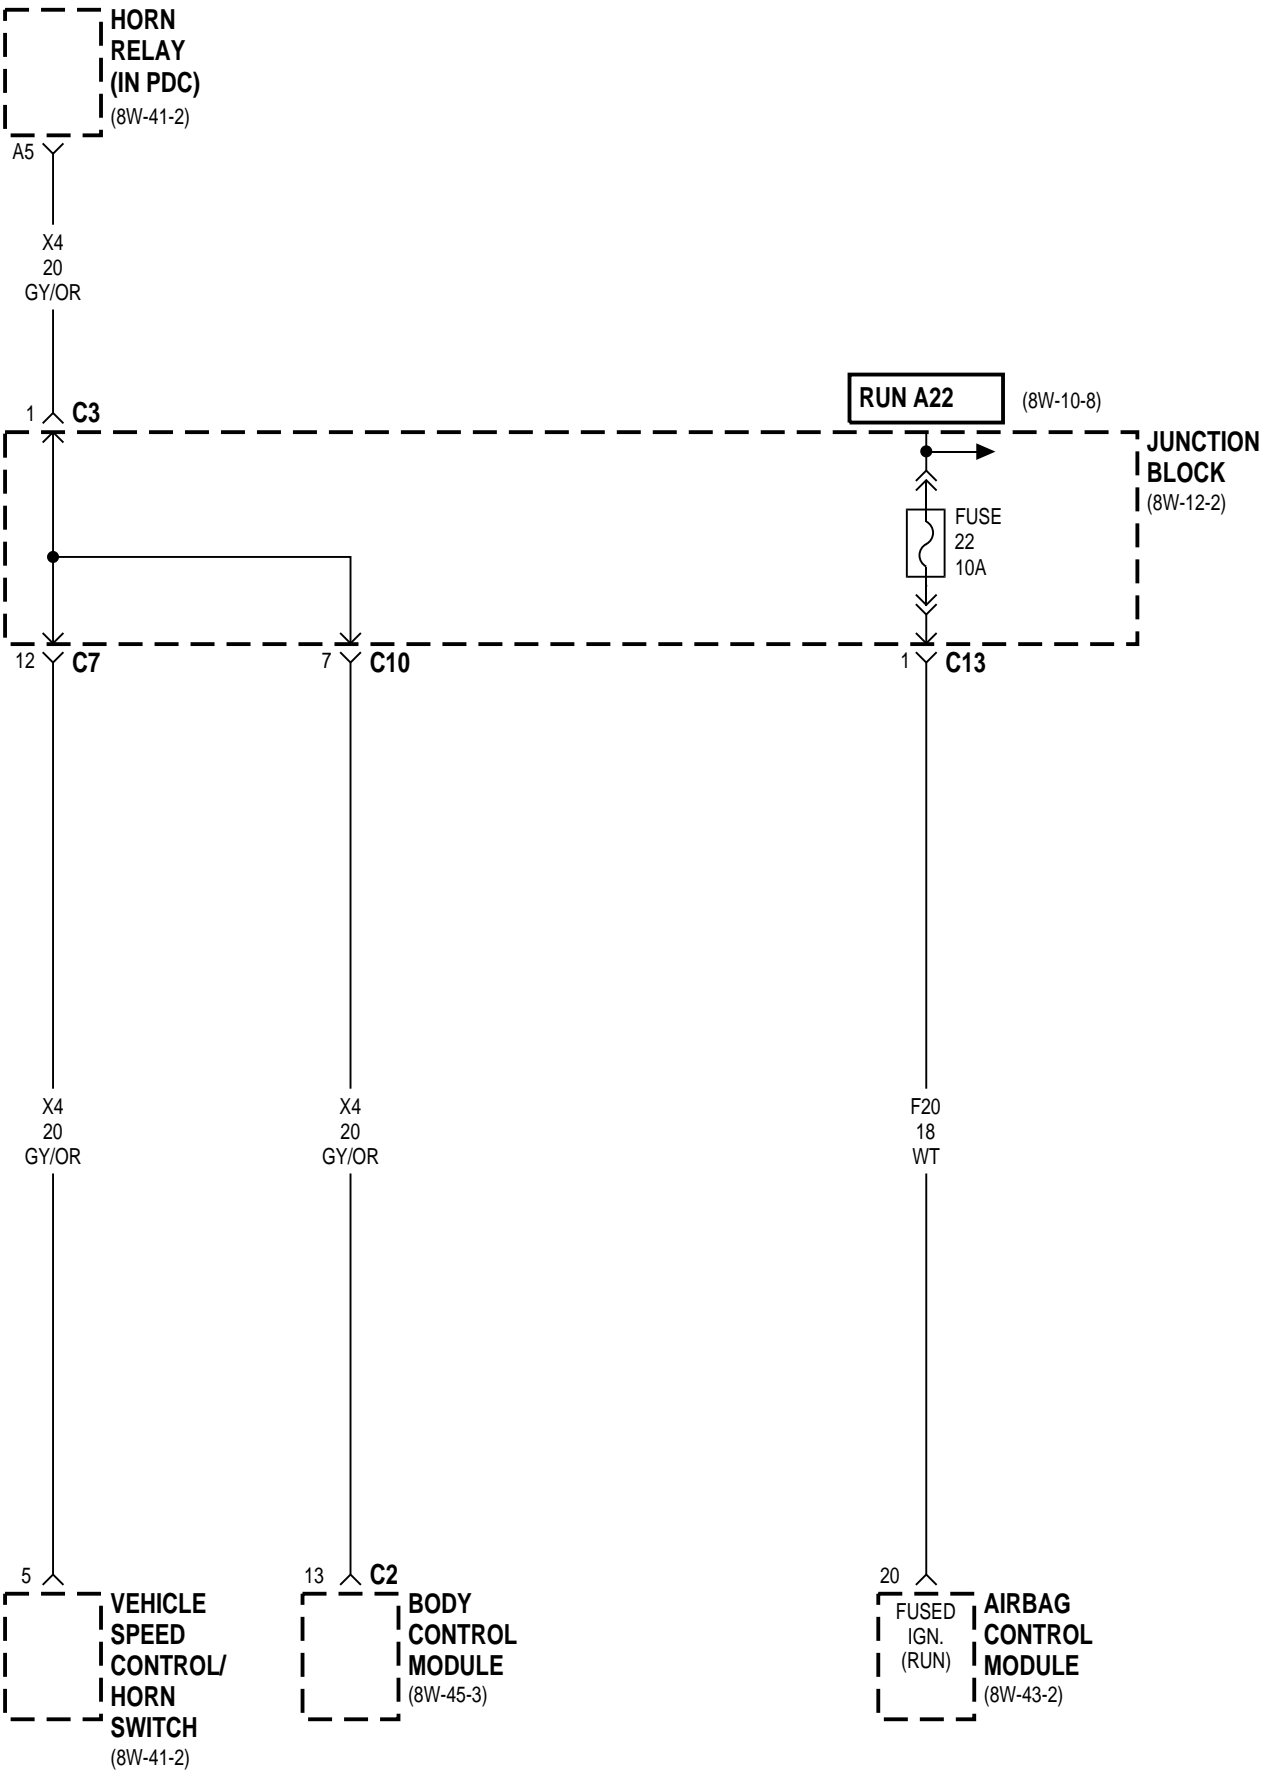 HORN
RELAY
(IN PDC)
(8W-41-2)
A5
X4
20
GY/OR
1 C3
RUN A22 (8W-10-8)
JUNCTION
BLOCK
(8W-12-2)
FUSE
22
10A
12 C7
7 C10
1 C13
X4
20
GY/OR
X4
20
GY/OR
F20
18
WT
5
VEHICLE
SPEED
CONTROL/
HORN
SWITCH
(8W-41-2)
13 C2
BODY
CONTROL
MODULE
(8W-45-3)
20
FUSED
IGN.
(RUN)
AIRBAG
CONTROL
MODULE
(8W-43-2)